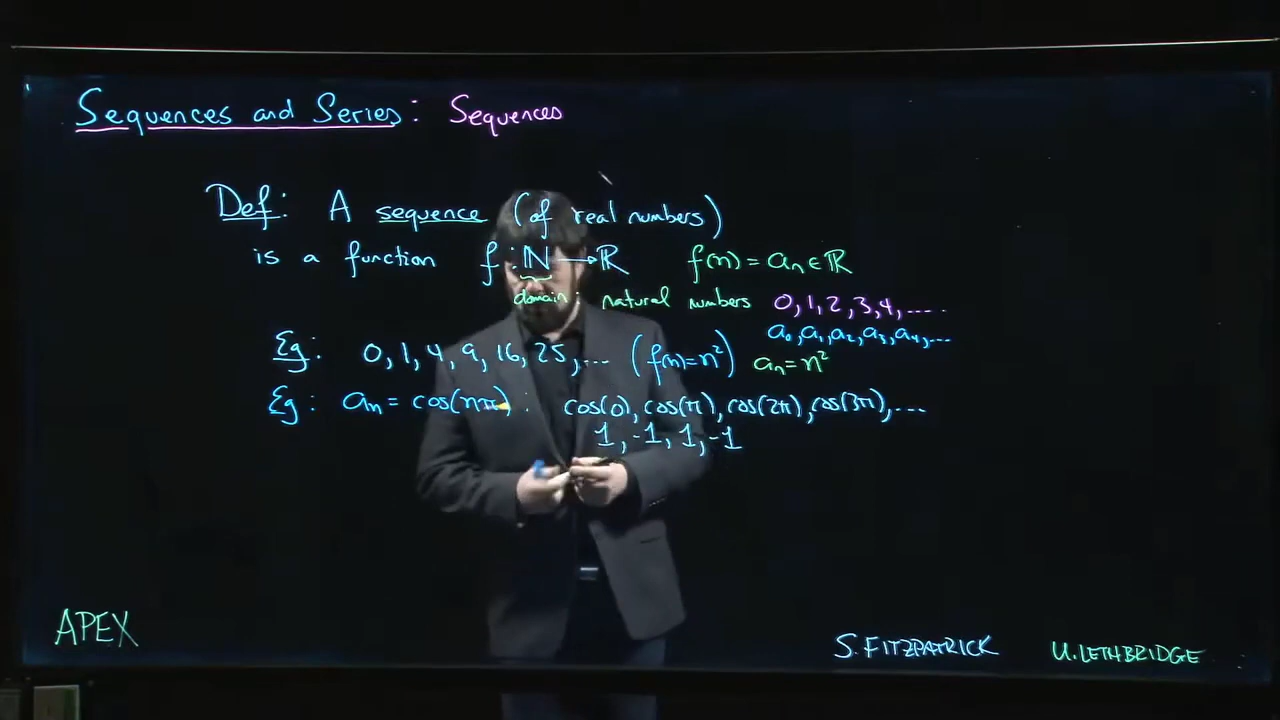 Sequences and Series: Sequences
Def: A sequence (of real numbers)
is a function f: ℕ → ℝ f(n) = aₙ ∈ ℝ
domain: natural numbers 0, 1, 2, 3, 4, ....
a₀, a₁, a₂, a₃, a₄, ...
Eg: 0, 1, 4, 9, 16, 25, ... (f(n)=n²) aₙ = n²
Eg: aₙ = cos(nπ) : cos(0), cos(π), cos(2π), cos(3π), ...
1, -1, 1, -1
APEX
S. FITZPATRICK
U. LETHBRIDGE